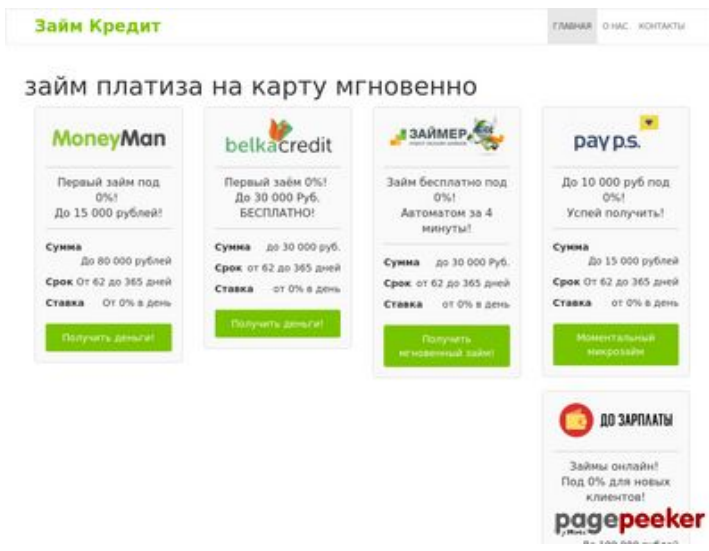 Займ Кредит
ГЛАВНАЯ О НАС КОНТАКТЫ
займ платиза на карту мгновенно
MoneyMan
Первый займ под
0%!
До 15 000 рублей!
Сумма
До 80 000 рублей
Срок От 62 до 365 дней
Ставка От 0% в день
Получить деньги!
belkacredit
Первый заём 0%!
До 30 000 Руб.
БЕСПЛАТНО!
Сумма до 30 000 руб.
Срок от 62 до 365 дней
Ставка от 0% в день
Получить деньги!
ЗАЙМЕР
Займ бесплатно под
0%!
Автоматом за 4
минуты!
Сумма до 30 000 Руб.
Срок от 62 до 365 дней
Ставка от 0% в день
Получить
мгновенный займ!
pay p.s.
До 10 000 руб под
0%!
Успей получить!
Сумма
До 15 000 рублей
Срок От 62 до 365 дней
Ставка от 0% в день
Моментальный
микрозайм
ДО ЗАРПЛАТЫ
Займы онлайн!
Под 0% для новых
клиентов!
pagepeeker
До 100 000 рублей